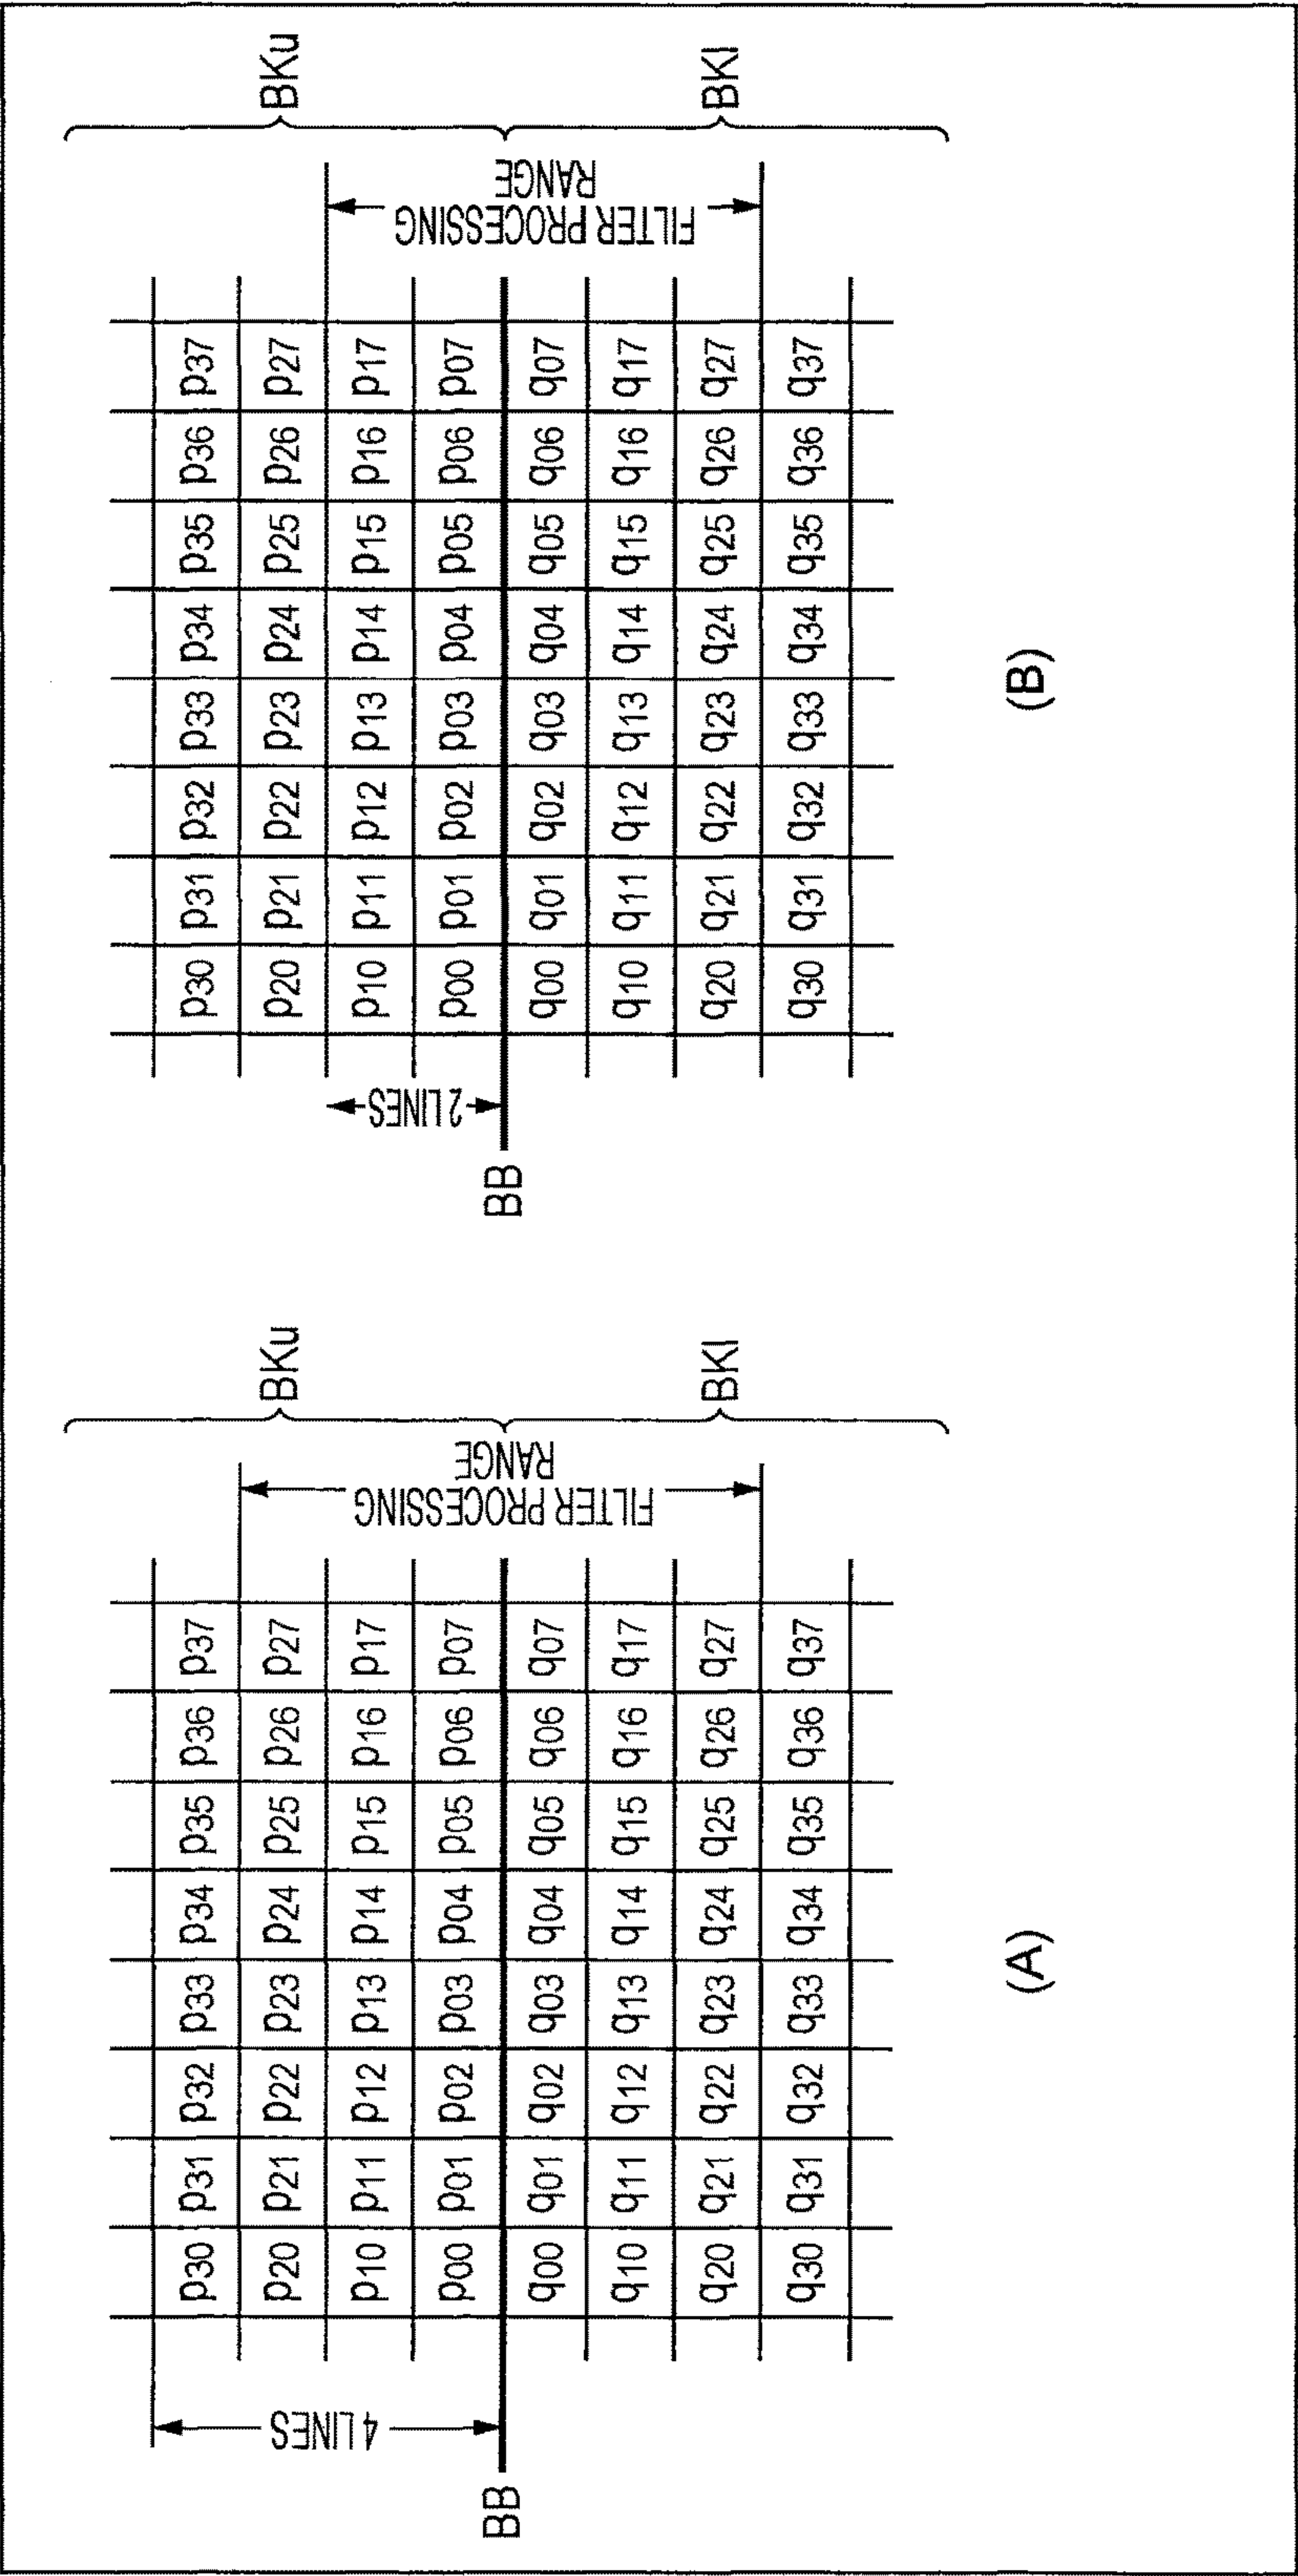 BKu
BKl
FILTER PROCESSING
RANGE
p30 p31 p32 p33 p34 p35 p36 p37
p20 p21 p22 p23 p24 p25 p26 p27
p10 p11 p12 p13 p14 p15 p16 p17
p00 p01 p02 p03 p04 p05 p06 p07
q00 q01 q02 q03 q04 q05 q06 q07
q10 q11 q12 q13 q14 q15 q16 q17
q20 q21 q22 q23 q24 q25 q26 q27
q30 q31 q32 q33 q34 q35 q36 q37
4 LINES
BB
(A)
BKu
BKl
FILTER PROCESSING
RANGE
p30 p31 p32 p33 p34 p35 p36 p37
p20 p21 p22 p23 p24 p25 p26 p27
p10 p11 p12 p13 p14 p15 p16 p17
p00 p01 p02 p03 p04 p05 p06 p07
q00 q01 q02 q03 q04 q05 q06 q07
q10 q11 q12 q13 q14 q15 q16 q17
q20 q21 q22 q23 q24 q25 q26 q27
q30 q31 q32 q33 q34 q35 q36 q37
2 LINES
BB
(B)